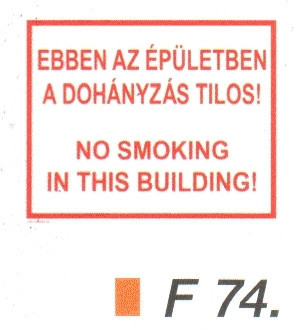 EBBEN AZ ÉPÜLETBEN
A DOHÁNYZÁS TILOS!
NO SMOKING
IN THIS BUILDING!
F 74.